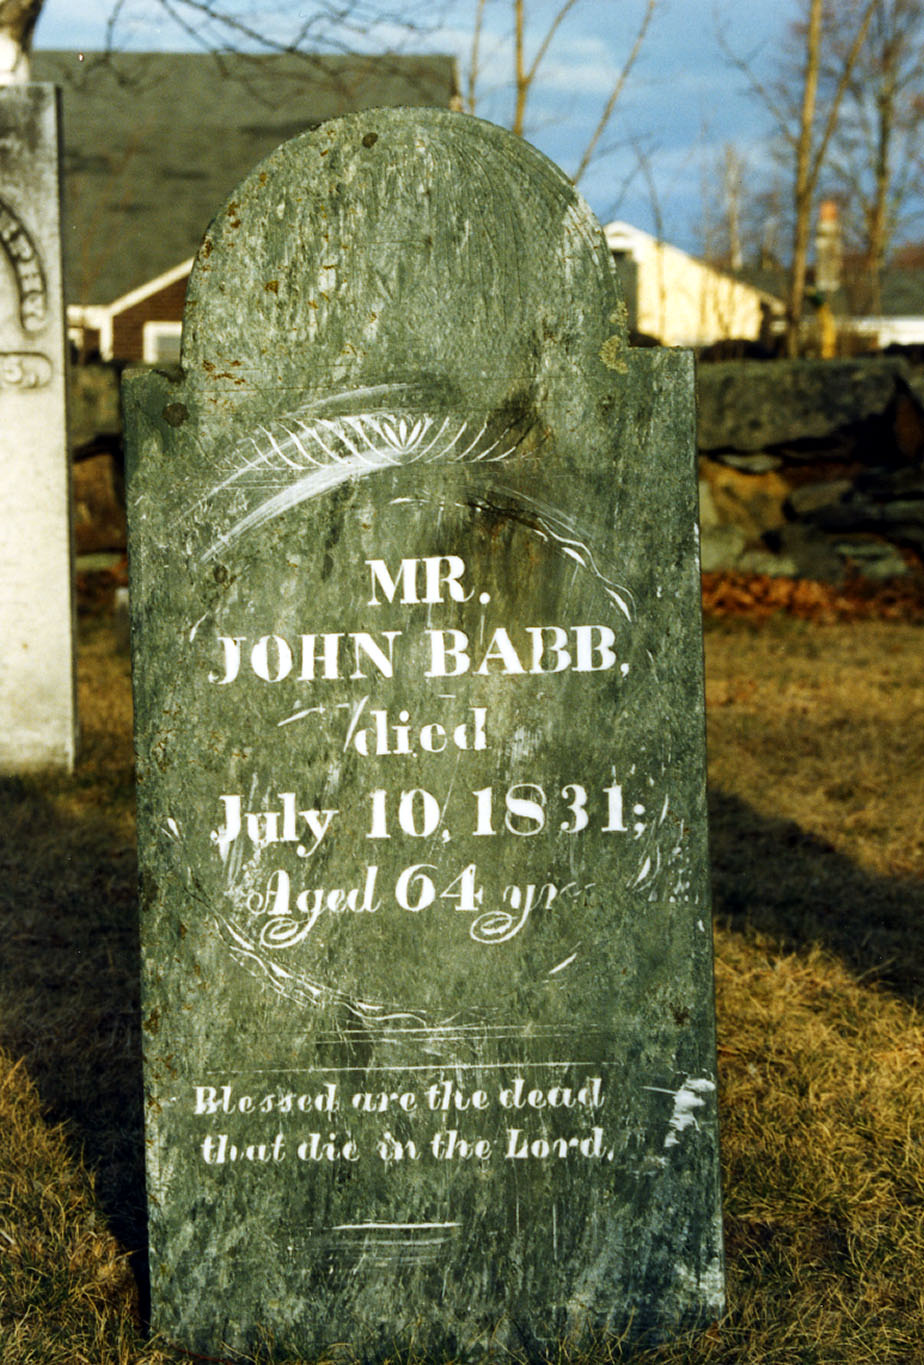 MR.
JOHN BABB,
died
July 10, 1831;
Aged 64 yrs
Blessed are the dead
that die in the Lord.